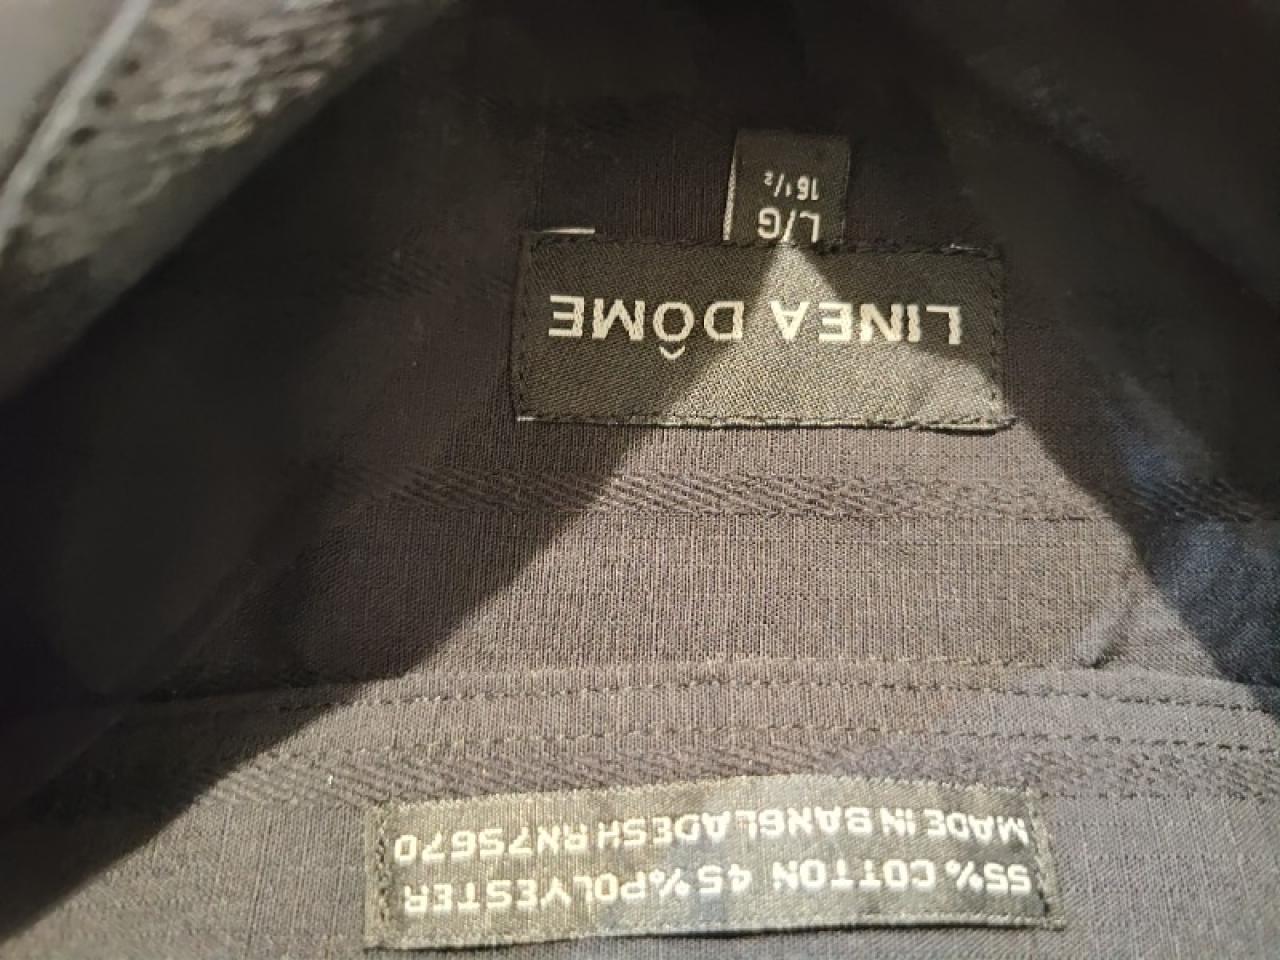 55% COTTON 45%POLYESTER
MADE IN BANGLADESH RN75670
LINEA DÔME
L/G
16 1/2